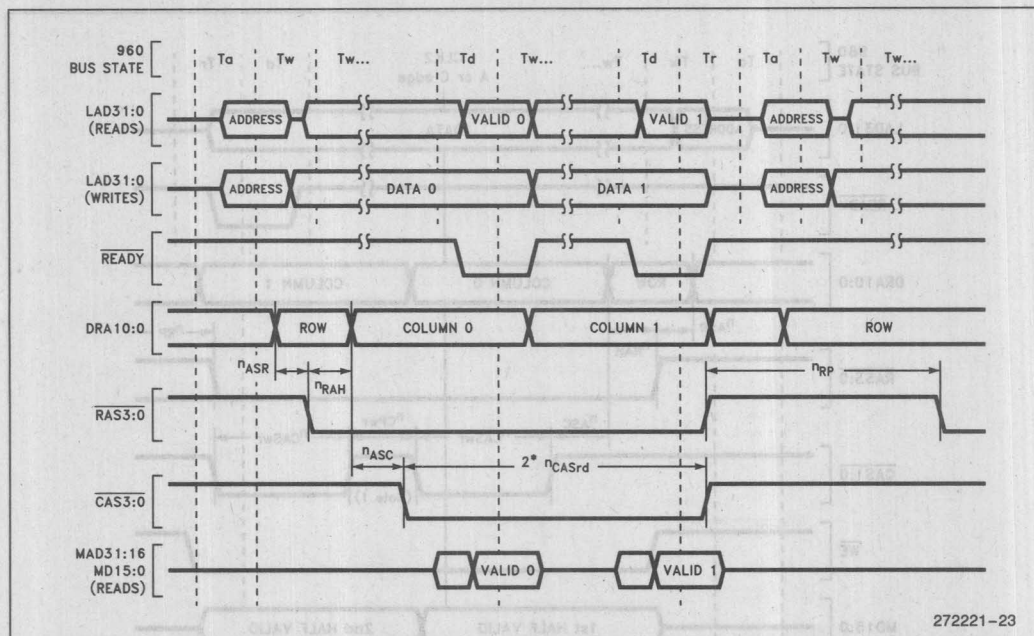 960
BUS STATE
Ta Tw Tw... Td Tw... Td Tr Ta Tw Tw...
LAD31:0
(READS)
ADDRESS VALID 0 VALID 1 ADDRESS
LAD31:0
(WRITES)
ADDRESS DATA 0 DATA 1 ADDRESS
READY
DRA10:0
ROW COLUMN 0 COLUMN 1 ROW
nASR nRAH nRP
RAS3:0
nASC 2* nCASrd
CAS3:0
MAD31:16
MD15:0
(READS)
VALID 0 VALID 1
272221-23